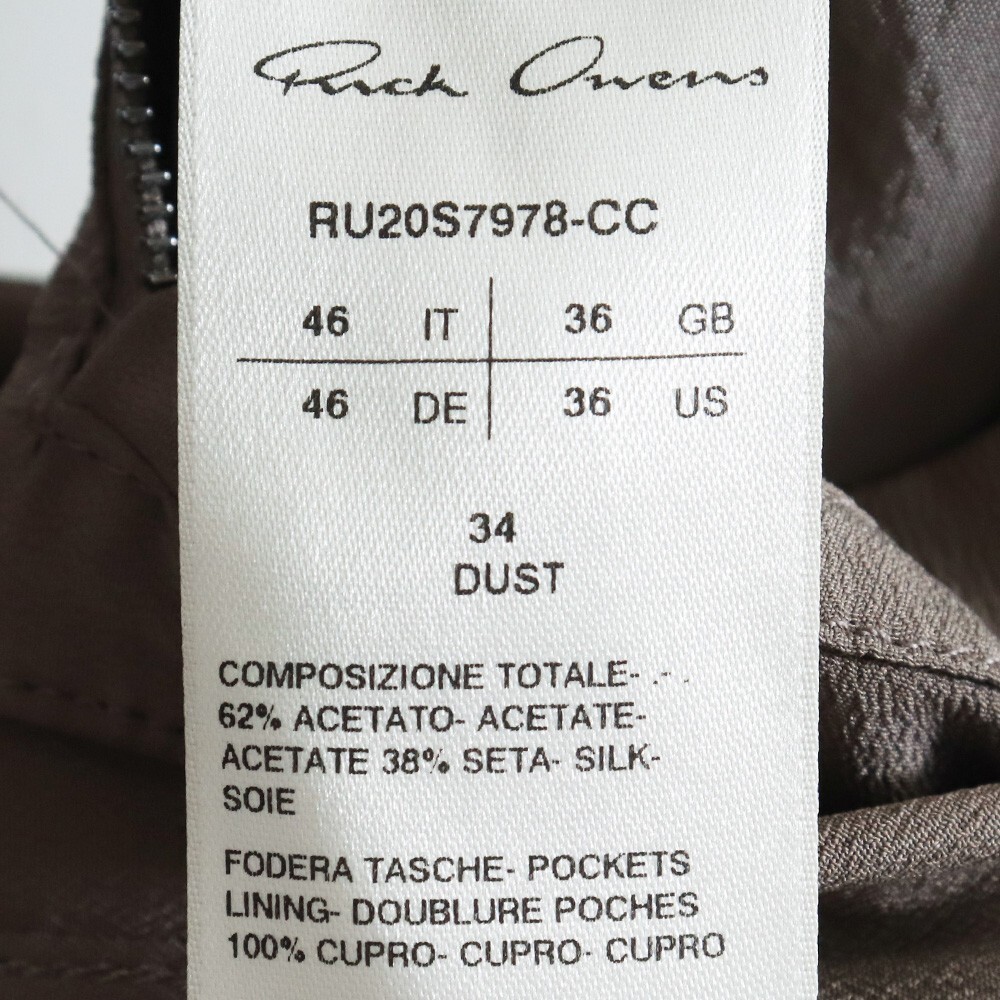 Rick Owens
RU20S7978-CC
46 IT 36 GB
46 DE 36 US
34
DUST
COMPOSIZIONE TOTALE- - -
62% ACETATO- ACETATE-
ACETATE 38% SETA- SILK-
SOIE
FODERA TASCHE- POCKETS
LINING- DOUBLURE POCHES
100% CUPRO- CUPRO- CUPRO